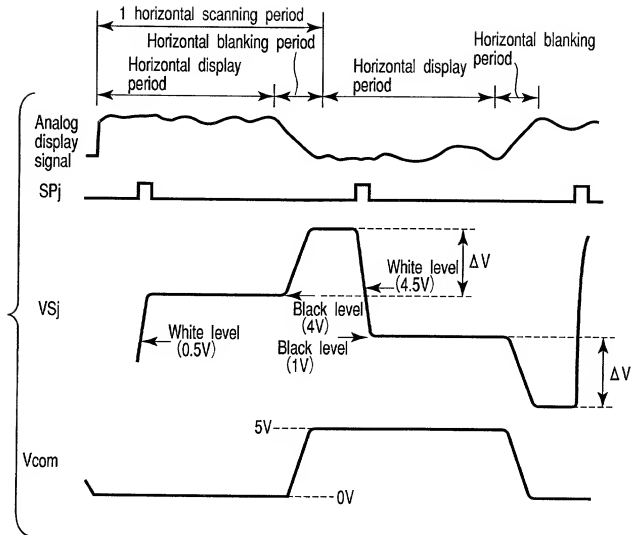 1 horizontal scanning period
Horizontal blanking period
Horizontal display
period
Horizontal display
period
Horizontal blanking
period
Analog
display
signal
SPj
VSj
White level
(0.5V)
Black level
(4V)
White level
(4.5V)
Black level
(1V)
ΔV
ΔV
Vcom
5V
0V